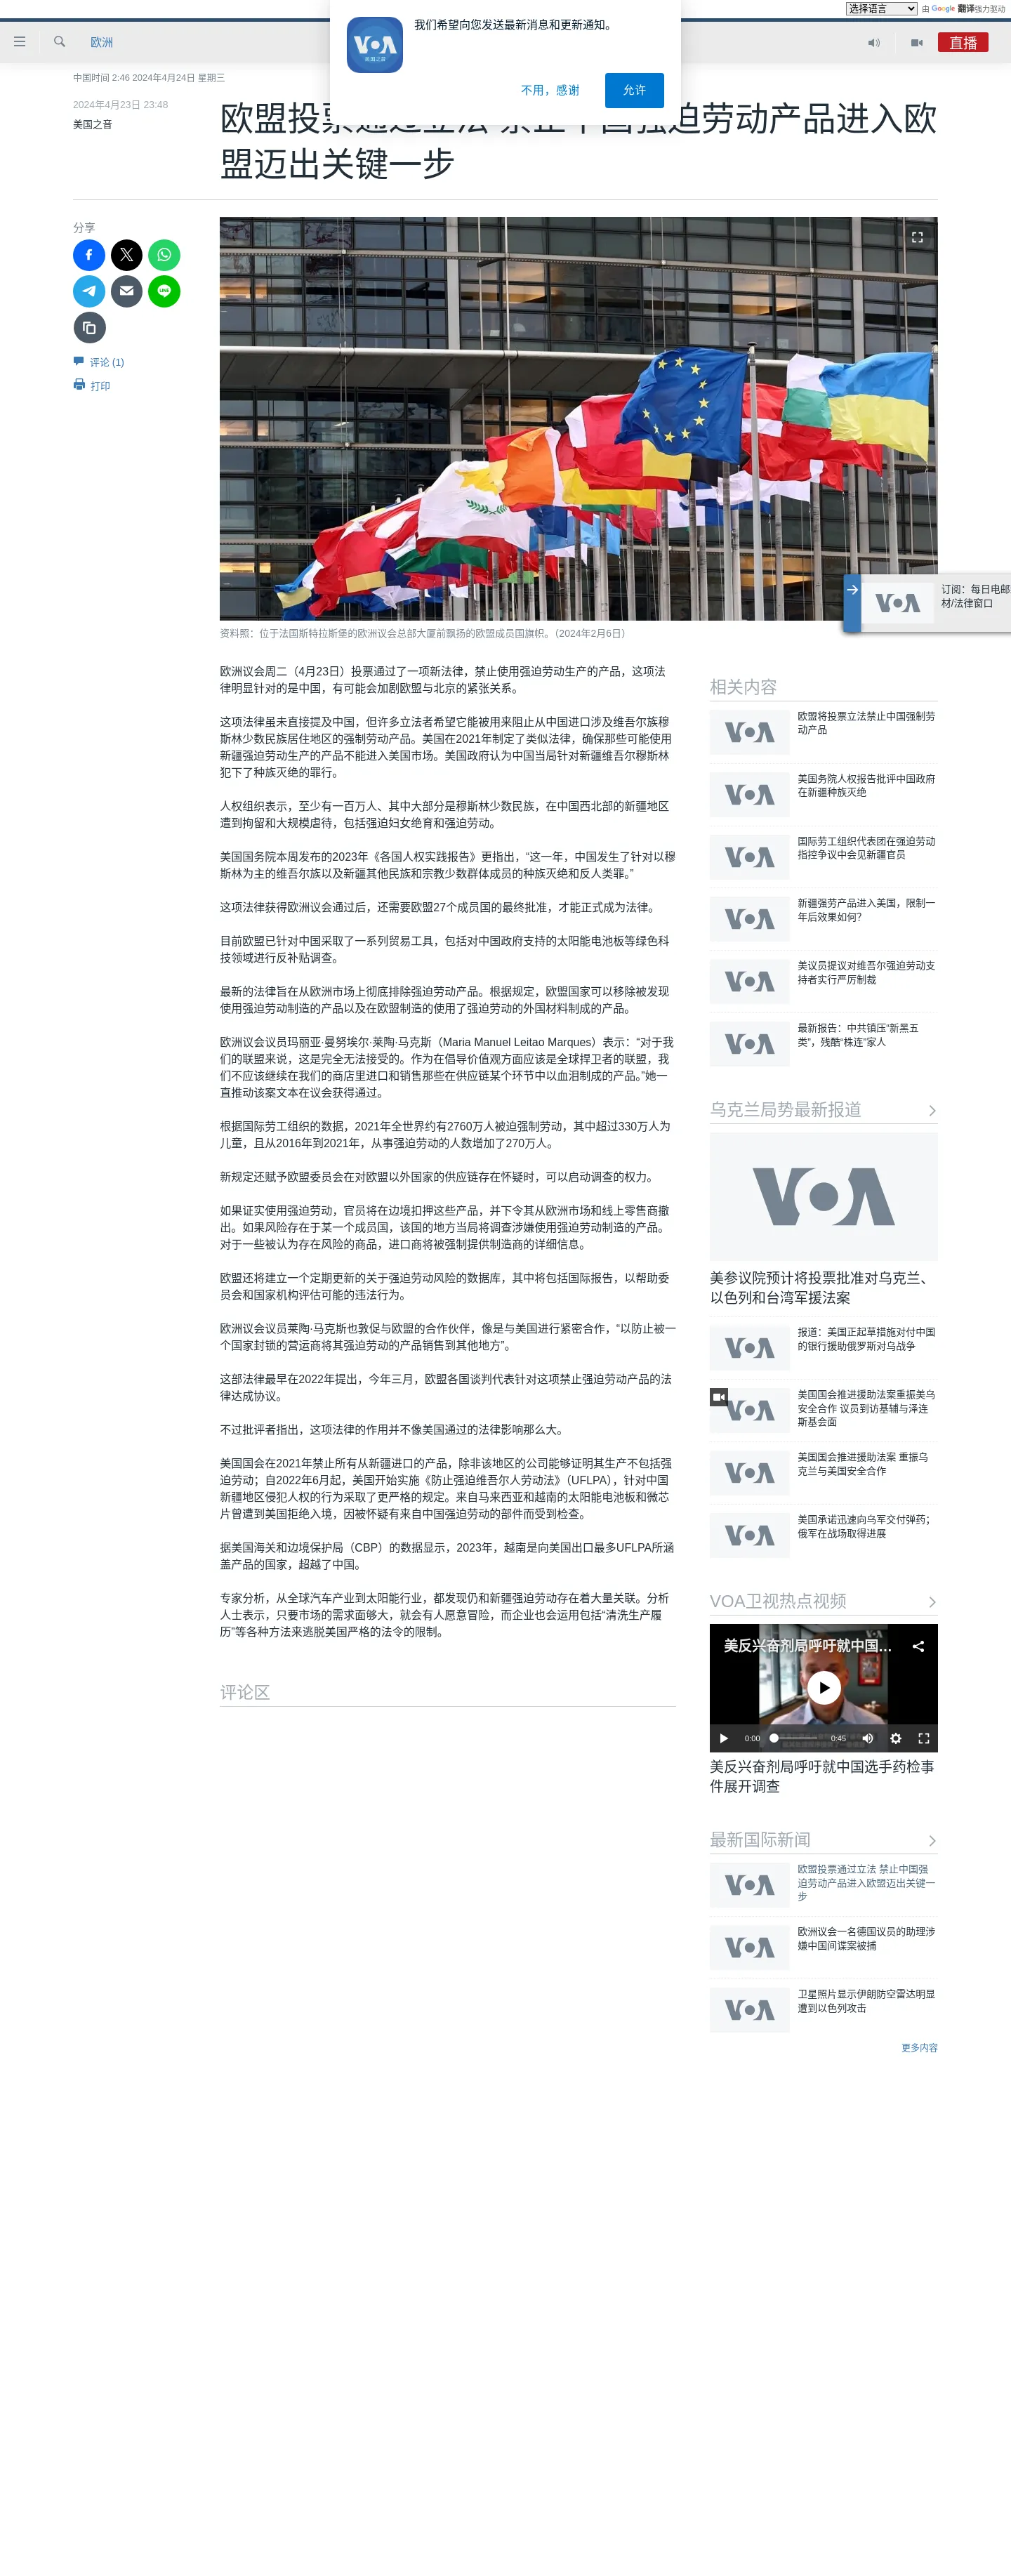 选择语言
由 Google 翻译强力驱动
我们希望向您发送最新消息和更新通知。
VOA
美国之音
不用，感谢
允许
欧洲
直播
中国时间 2:46 2024年4月24日 星期三
2024年4月23日 23:48
美国之音
欧盟投票
中国强迫劳动产品进入欧
盟迈出关键一步
分享
评论 (1)
打印
订阅：每日电邮
材/法律窗口
VOA
资料照：位于法国斯特拉斯堡的欧洲议会总部大厦前飘扬的欧盟成员国旗帜。（2024年2月6日）
欧洲议会周二（4月23日）投票通过了一项新法律，禁止使用强迫劳动生产的产品，这项法
律明显针对的是中国，有可能会加剧欧盟与北京的紧张关系。
这项法律虽未直接提及中国，但许多立法者希望它能被用来阻止从中国进口涉及维吾尔族穆
斯林少数民族居住地区的强制劳动产品。美国在2021年制定了类似法律，确保那些可能使用
新疆强迫劳动生产的产品不能进入美国市场。美国政府认为中国当局针对新疆维吾尔穆斯林
犯下了种族灭绝的罪行。
人权组织表示，至少有一百万人、其中大部分是穆斯林少数民族，在中国西北部的新疆地区
遭到拘留和大规模虐待，包括强迫妇女绝育和强迫劳动。
美国国务院本周发布的2023年《各国人权实践报告》更指出，“这一年，中国发生了针对以穆
斯林为主的维吾尔族以及新疆其他民族和宗教少数群体成员的种族灭绝和反人类罪。”
这项法律获得欧洲议会通过后，还需要欧盟27个成员国的最终批准，才能正式成为法律。
目前欧盟已针对中国采取了一系列贸易工具，包括对中国政府支持的太阳能电池板等绿色科
技领域进行反补贴调查。
最新的法律旨在从欧洲市场上彻底排除强迫劳动产品。根据规定，欧盟国家可以移除被发现
使用强迫劳动制造的产品以及在欧盟制造的使用了强迫劳动的外国材料制成的产品。
欧洲议会议员玛丽亚·曼努埃尔·莱陶·马克斯（Maria Manuel Leitao Marques）表示：“对于我
们的联盟来说，这是完全无法接受的。作为在倡导价值观方面应该是全球捍卫者的联盟，我
们不应该继续在我们的商店里进口和销售那些在供应链某个环节中以血泪制成的产品。”她一
直推动该案文本在议会获得通过。
根据国际劳工组织的数据，2021年全世界约有2760万人被迫强制劳动，其中超过330万人为
儿童，且从2016年到2021年，从事强迫劳动的人数增加了270万人。
新规定还赋予欧盟委员会在对欧盟以外国家的供应链存在怀疑时，可以启动调查的权力。
如果证实使用强迫劳动，官员将在边境扣押这些产品，并下令其从欧洲市场和线上零售商撤
出。如果风险存在于某一个成员国，该国的地方当局将调查涉嫌使用强迫劳动制造的产品。
对于一些被认为存在风险的商品，进口商将被强制提供制造商的详细信息。
欧盟还将建立一个定期更新的关于强迫劳动风险的数据库，其中将包括国际报告，以帮助委
员会和国家机构评估可能的违法行为。
欧洲议会议员莱陶·马克斯也敦促与欧盟的合作伙伴，像是与美国进行紧密合作，“以防止被一
个国家封锁的营运商将其强迫劳动的产品销售到其他地方”。
这部法律最早在2022年提出，今年三月，欧盟各国谈判代表针对这项禁止强迫劳动产品的法
律达成协议。
不过批评者指出，这项法律的作用并不像美国通过的法律影响那么大。
美国国会在2021年禁止所有从新疆进口的产品，除非该地区的公司能够证明其生产不包括强
迫劳动；自2022年6月起，美国开始实施《防止强迫维吾尔人劳动法》（UFLPA），针对中国
新疆地区侵犯人权的行为采取了更严格的规定。来自马来西亚和越南的太阳能电池板和微芯
片曾遭到美国拒绝入境，因被怀疑有来自中国强迫劳动的部件而受到检查。
据美国海关和边境保护局（CBP）的数据显示，2023年，越南是向美国出口最多UFLPA所涵
盖产品的国家，超越了中国。
专家分析，从全球汽车产业到太阳能行业，都发现仍和新疆强迫劳动存在着大量关联。分析
人士表示，只要市场的需求面够大，就会有人愿意冒险，而企业也会运用包括“清洗生产履
历”等各种方法来逃脱美国严格的法令的限制。
评论区
相关内容
VOA
欧盟将投票立法禁止中国强制劳
动产品
VOA
美国务院人权报告批评中国政府
在新疆种族灭绝
VOA
国际劳工组织代表团在强迫劳动
指控争议中会见新疆官员
VOA
新疆强劳产品进入美国，限制一
年后效果如何？
VOA
美议员提议对维吾尔强迫劳动支
持者实行严厉制裁
VOA
最新报告：中共镇压“新黑五
类”，残酷“株连”家人
乌克兰局势最新报道
VOA
美参议院预计将投票批准对乌克兰、
以色列和台湾军援法案
VOA
报道：美国正起草措施对付中国
的银行援助俄罗斯对乌战争
VOA
美国国会推进援助法案重振美乌
安全合作 议员到访基辅与泽连
斯基会面
VOA
美国国会推进援助法案 重振乌
克兰与美国安全合作
VOA
美国承诺迅速向乌军交付弹药；
俄军在战场取得进展
VOA卫视热点视频
美反兴奋剂局呼吁就中国...
0:00
0:45
美反兴奋剂局呼吁就中国选手药检事
件展开调查
最新国际新闻
VOA
欧盟投票通过立法 禁止中国强
迫劳动产品进入欧盟迈出关键一
步
VOA
欧洲议会一名德国议员的助理涉
嫌中国间谍案被捕
VOA
卫星照片显示伊朗防空雷达明显
遭到以色列攻击
更多内容